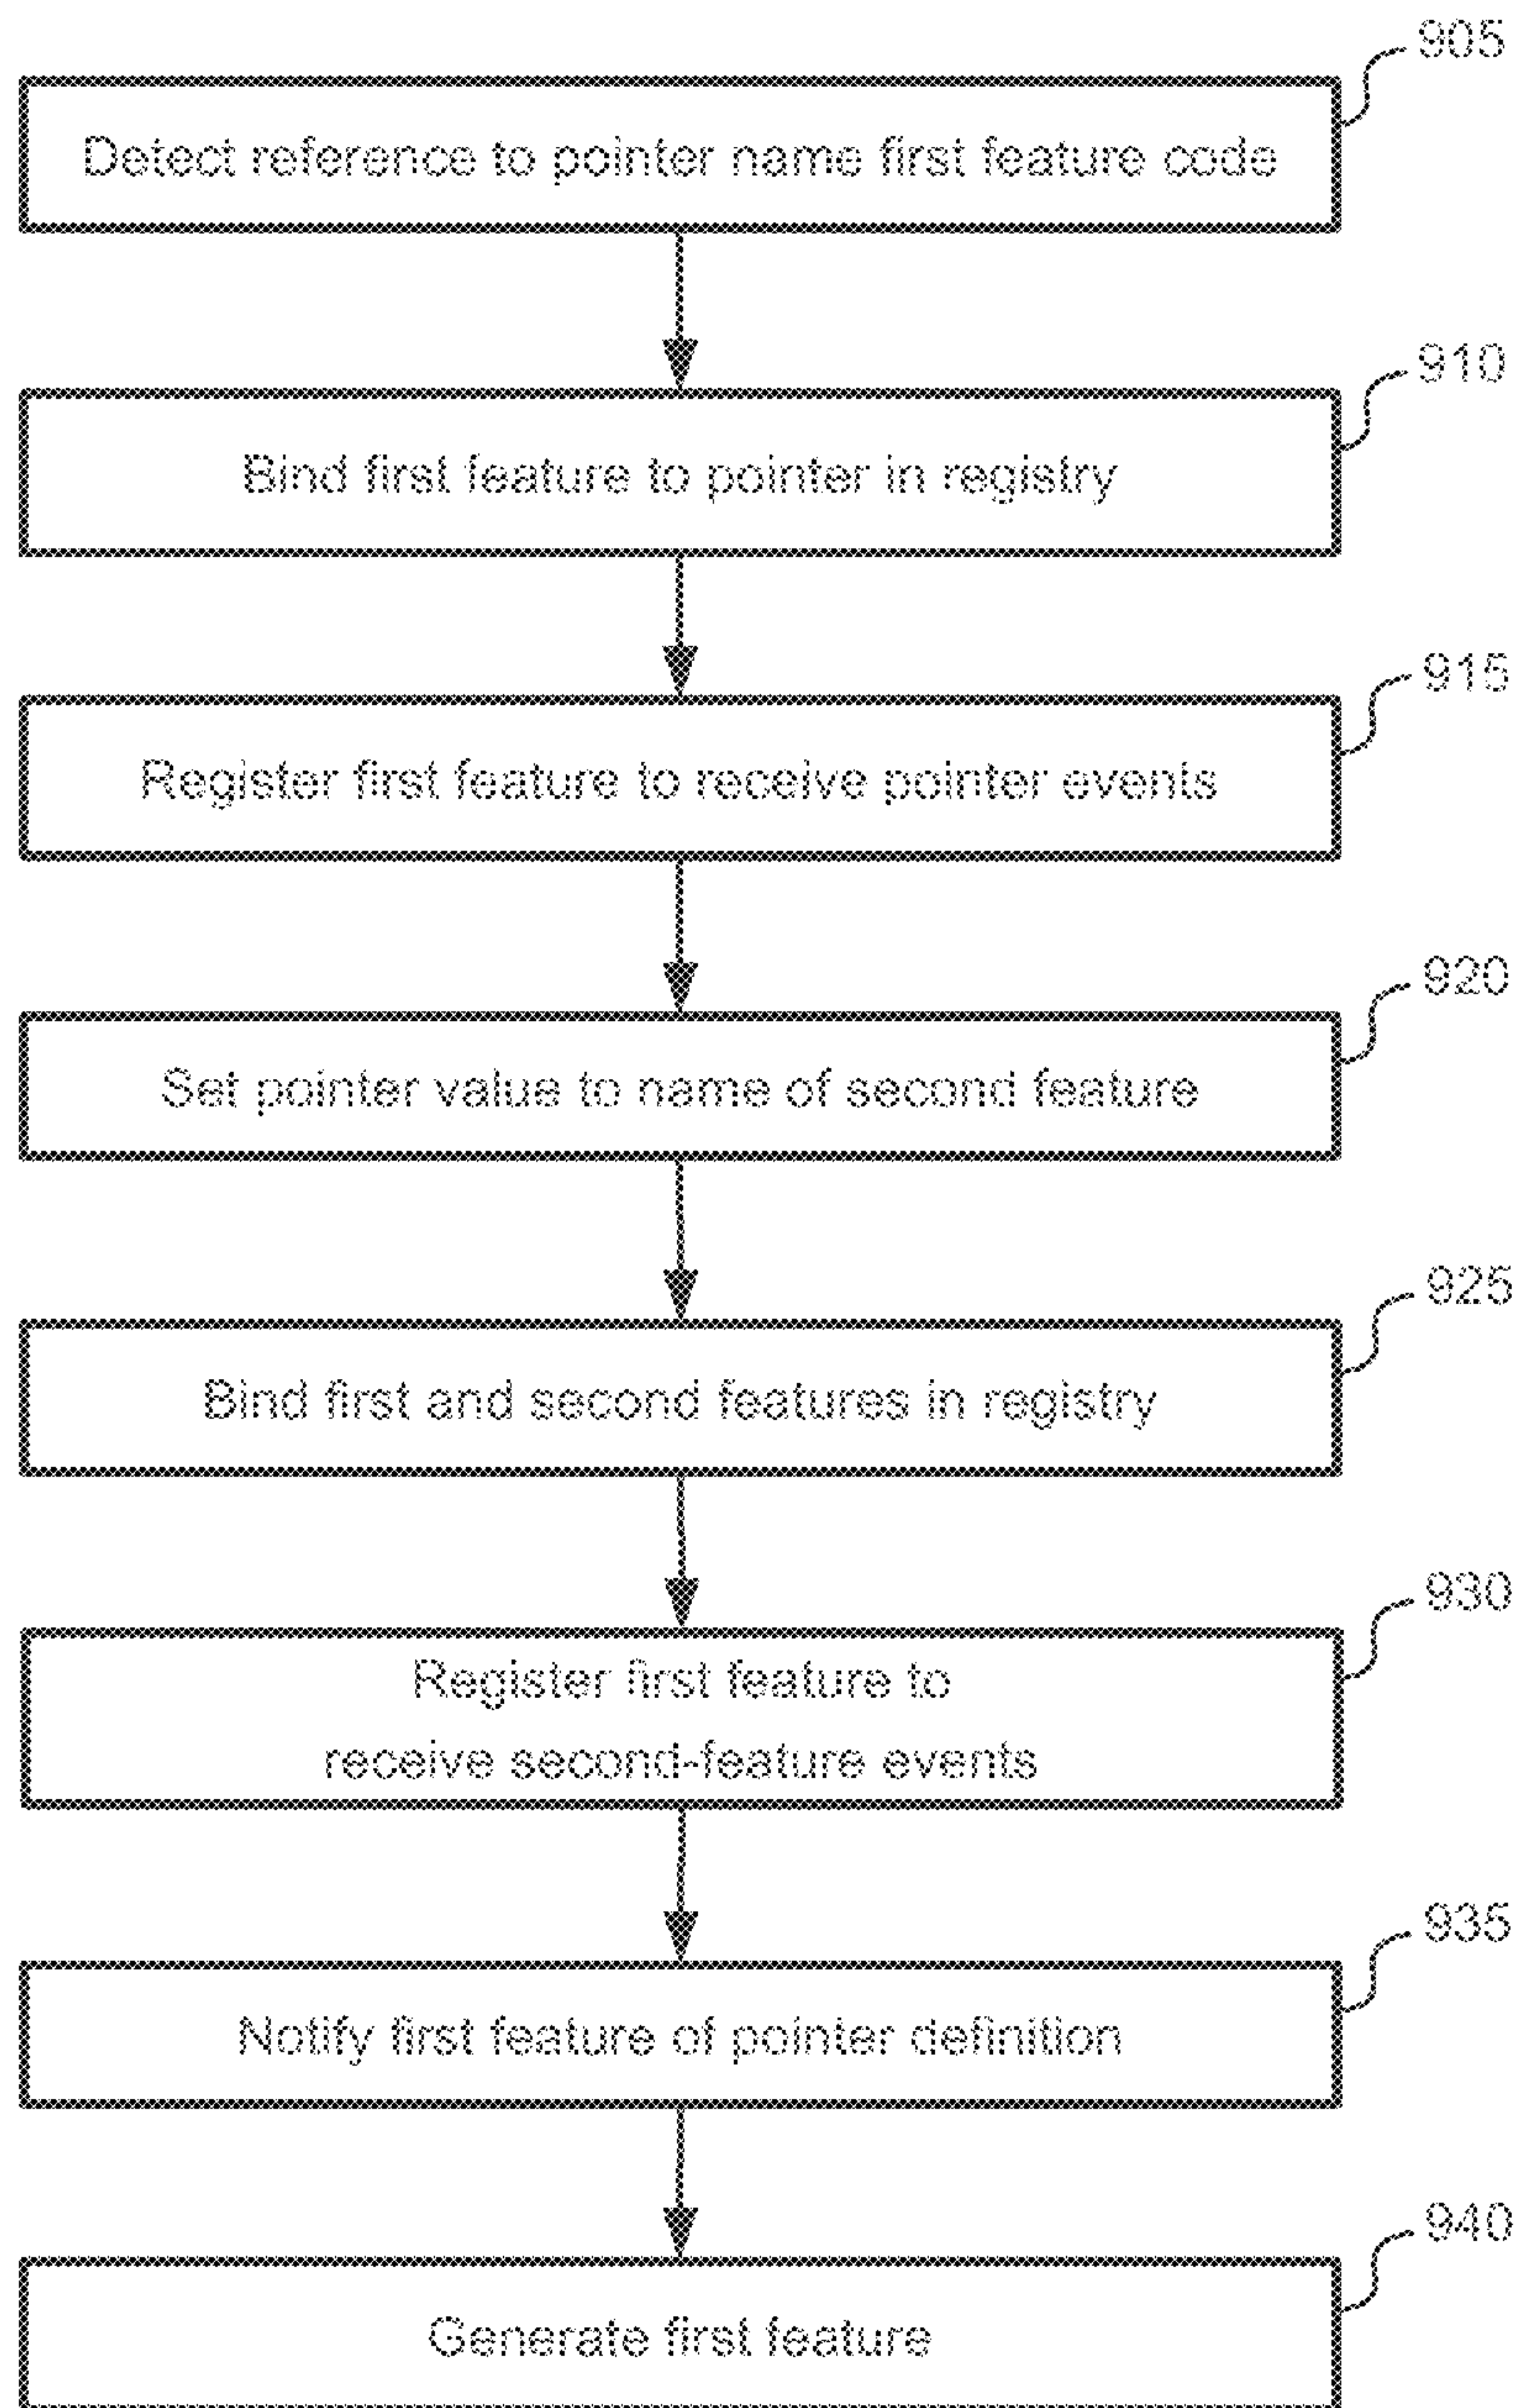 905
Detect reference to pointer name first feature code
910
Bind first feature to pointer in registry
915
Register first feature to receive pointer events
920
Set pointer value to name of second feature
925
Bind first and second features in registry
930
Register first feature to
receive second-feature events
935
Notify first feature of pointer definition
940
Generate first feature